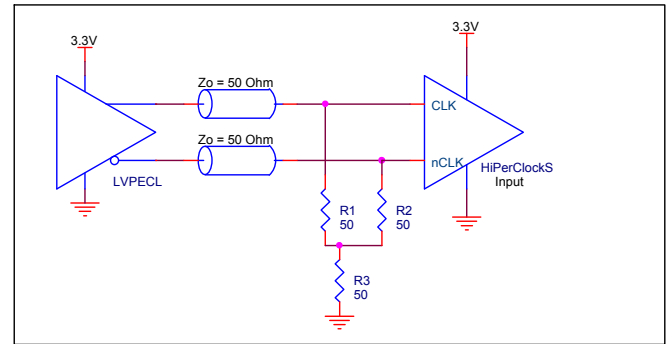 3.3V
3.3V
Zo = 50 Ohm
CLK
Zo = 50 Ohm
nCLK
HiPerClockS
Input
LVPECL
R1
50
R2
50
R3
50